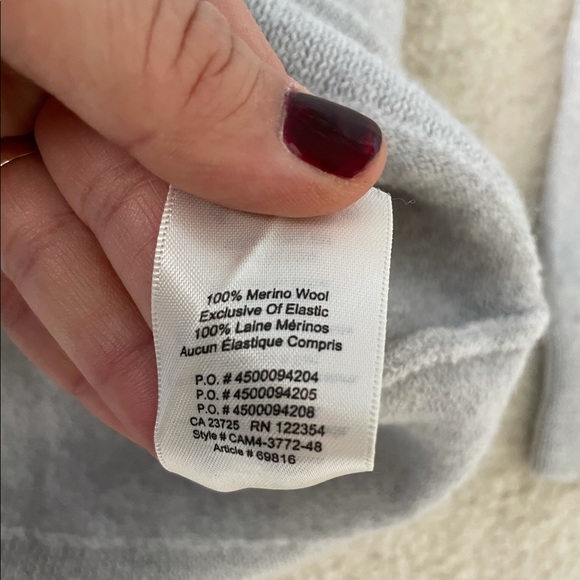 100% Merino Wool
Exclusive Of Elastic
100% Laine Mérinos
Aucun Élastique Compris
P.O. # 4500094204
P.O. # 4500094205
P.O. # 4500094208
CA 23725 RN 122354
Style # CAM4-3772-48
Article # 69816